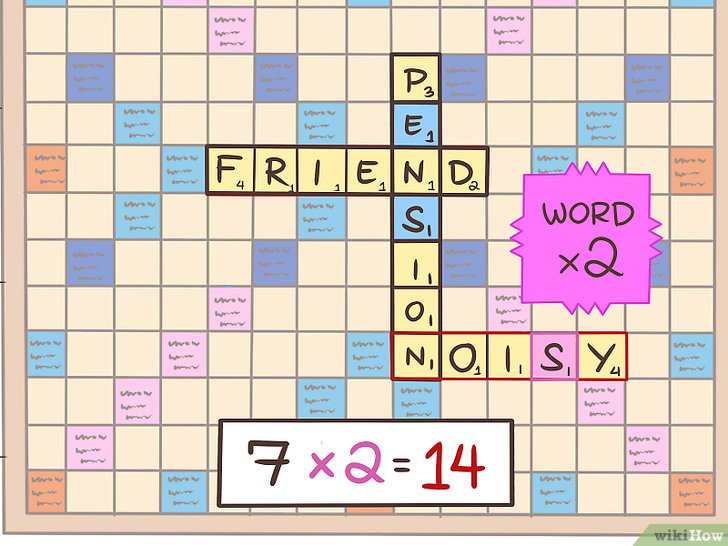 P3
E1
F4 R1 I1 E1 N1 D2
S1
WORD
×2
I1
O1
N1 O1 I1 S1 Y4
7 ×2 = 14
wikiHow